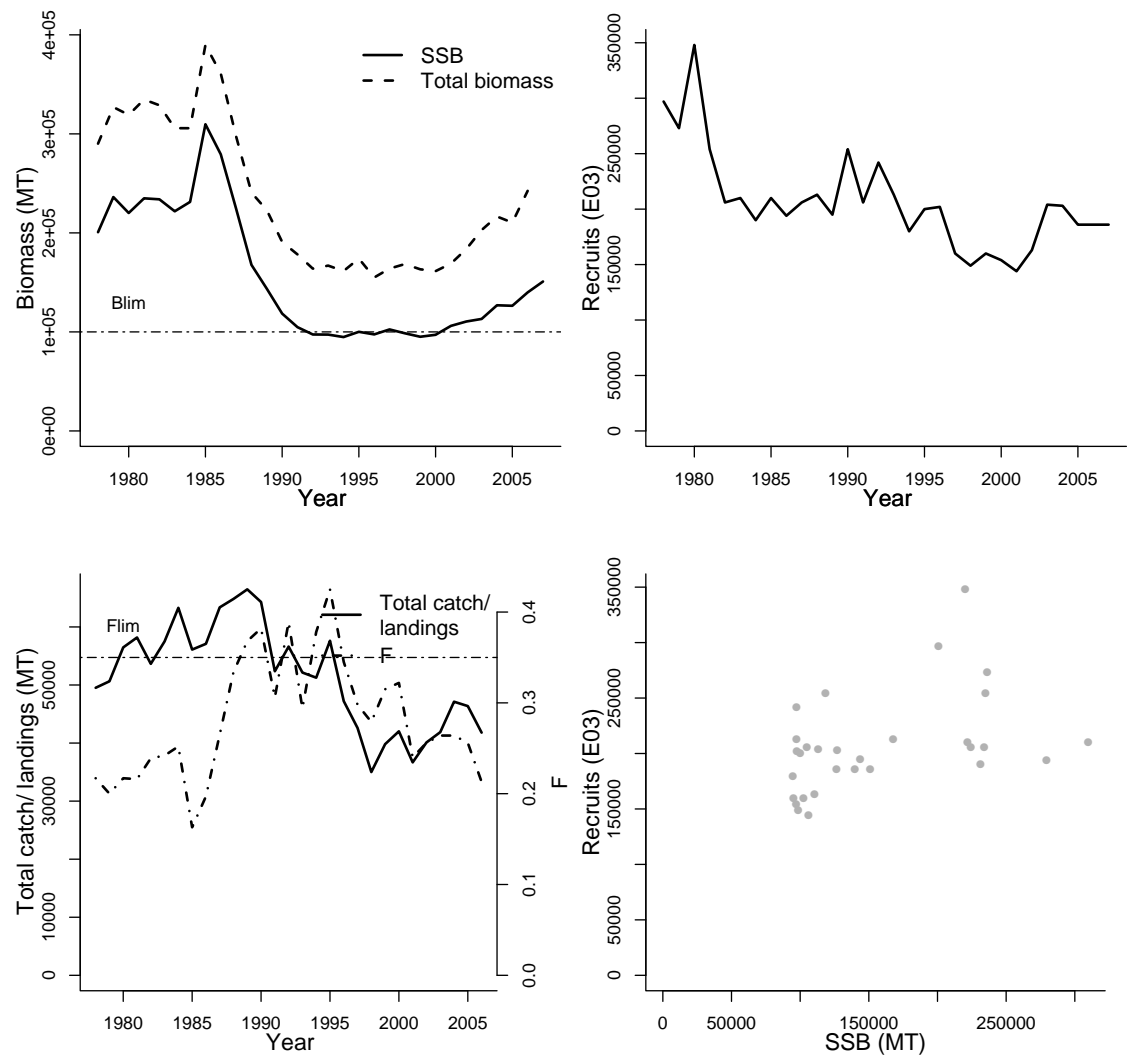 Biomass (MT)
0e+00
1e+05
2e+05
3e+05
4e+05
SSB
Total biomass
Blim
1980 1985 1990 1995 2000 2005
Year
Recruits (E03)
0
50000
150000
250000
350000
1980 1985 1990 1995 2000 2005
Year
Total catch/ landings (MT)
0
10000
30000
50000
Flim
Total catch/
landings
F
0.0
0.1
0.2
0.3
0.4
F
1980 1985 1990 1995 2000 2005
Year
Recruits (E03)
0
50000
150000
250000
350000
0 50000 150000 250000
SSB (MT)